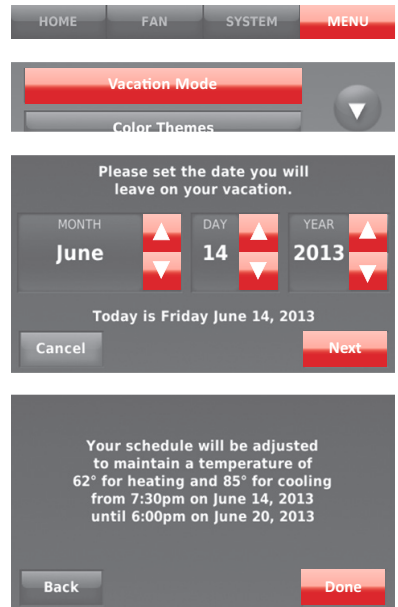 HOME FAN SYSTEM MENU
Vacation Mode
Color Themes
Please set the date you will
leave on your vacation.
MONTH DAY YEAR
June 14 2013
Today is Friday June 14, 2013
Cancel Next
Your schedule will be adjusted
to maintain a temperature of
62° for heating and 85° for cooling
from 7:30pm on June 14, 2013
until 6:00pm on June 20, 2013
Back Done